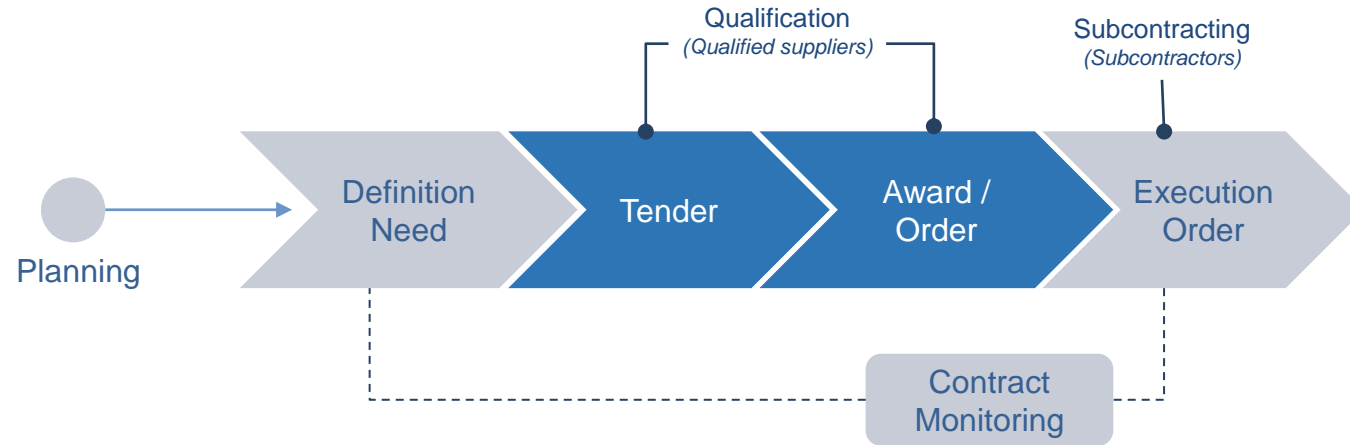 Qualification
(Qualified suppliers)
Subcontracting
(Subcontractors)
Planning
Definition
Need
Tender
Award /
Order
Execution
Order
Contract
Monitoring